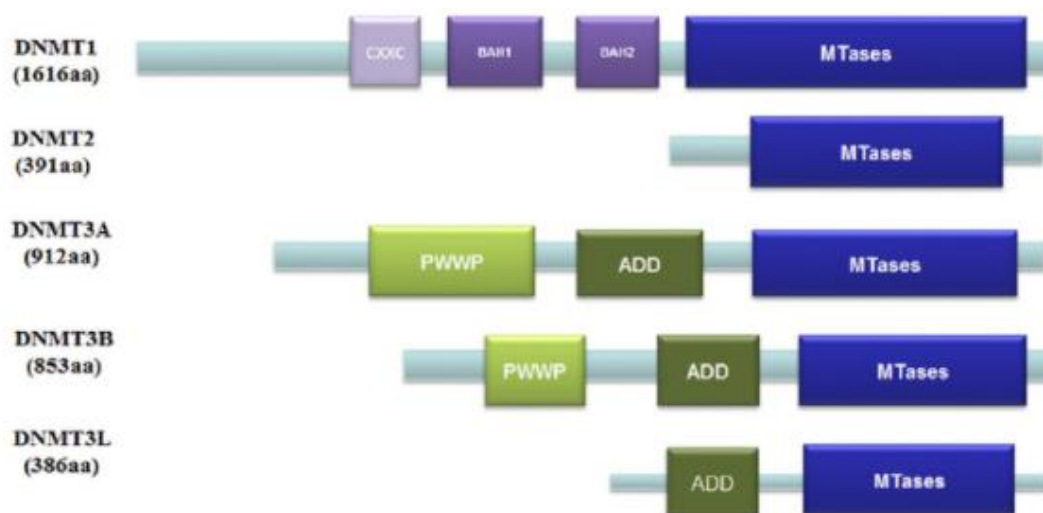 DNMT1
(1616aa)
CXXC
BAH1
BAH2
MTases
DNMT2
(391aa)
MTases
DNMT3A
(912aa)
PWWP
ADD
MTases
DNMT3B
(853aa)
PWWP
ADD
MTases
DNMT3L
(386aa)
ADD
MTases